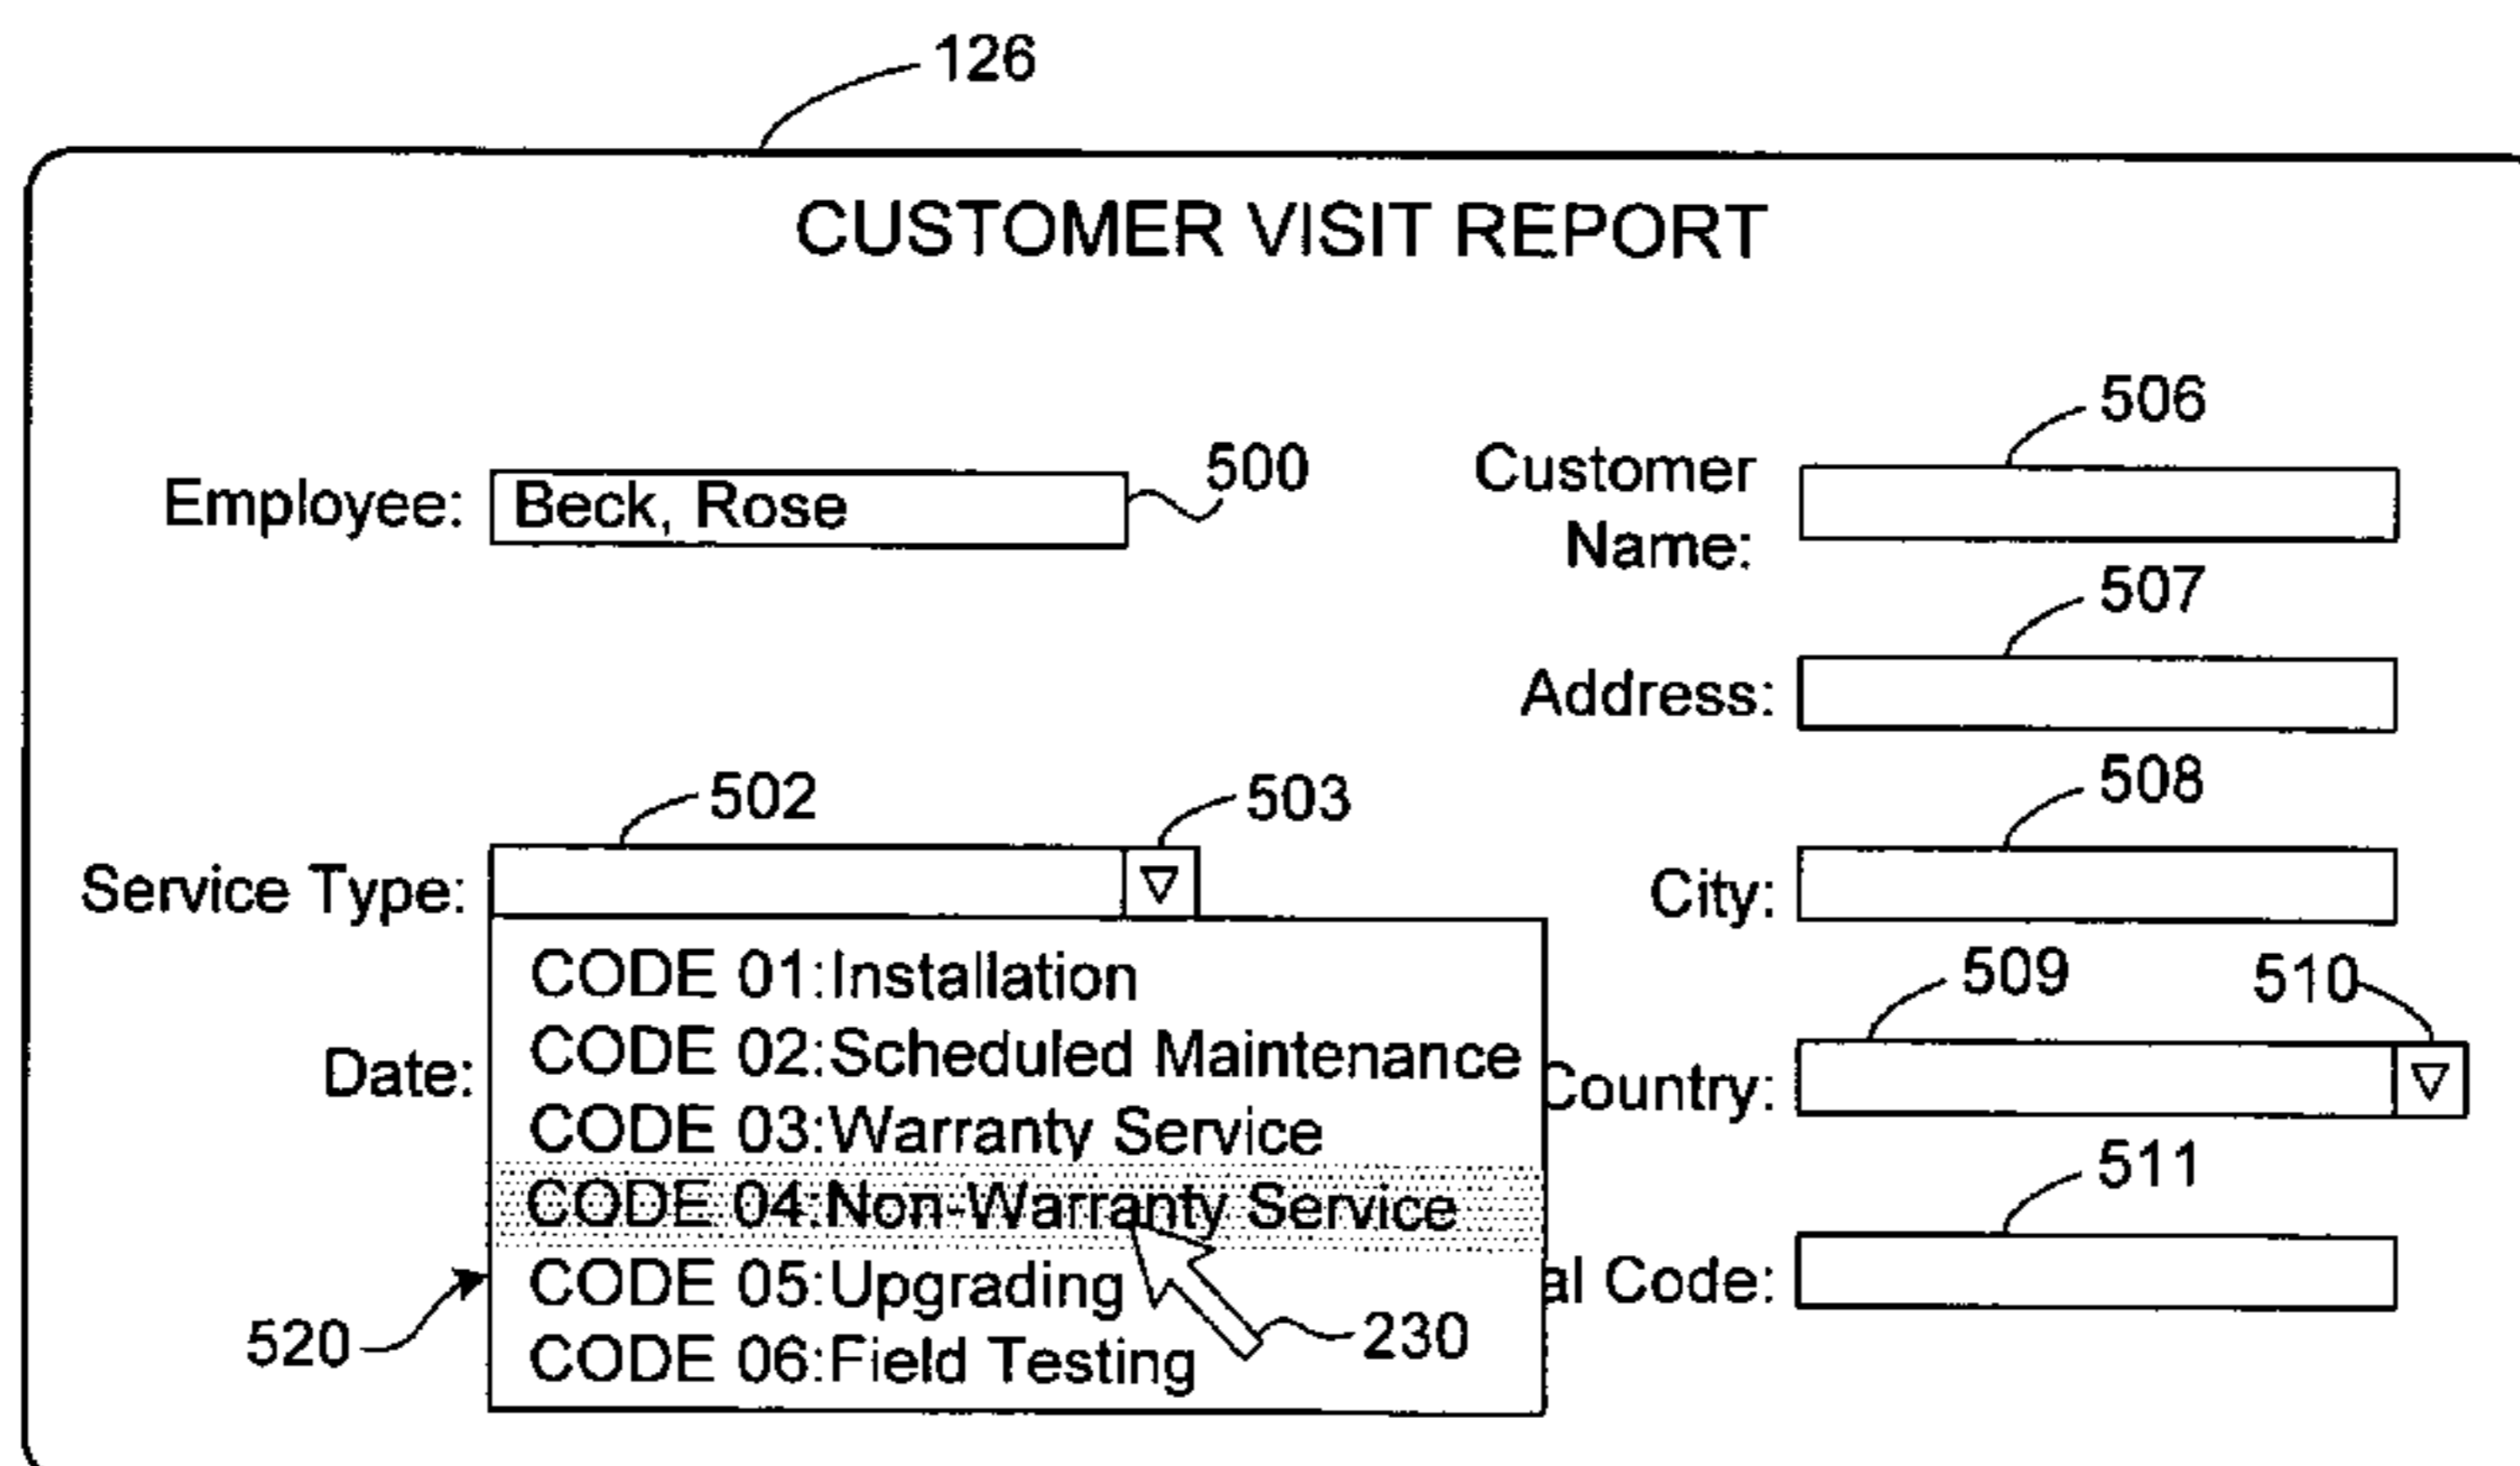 126
CUSTOMER VISIT REPORT
506
Employee: Beck, Rose 500
Customer
Name:
507
Address:
502 503
508
Service Type:
City:
CODE 01:Installation
509 510
Date:
CODE 02:Scheduled Maintenance
Country:
CODE 03:Warranty Service
511
CODE 04:Non-Warranty Service
CODE 05:Upgrading
al Code:
520
230
CODE 06:Field Testing